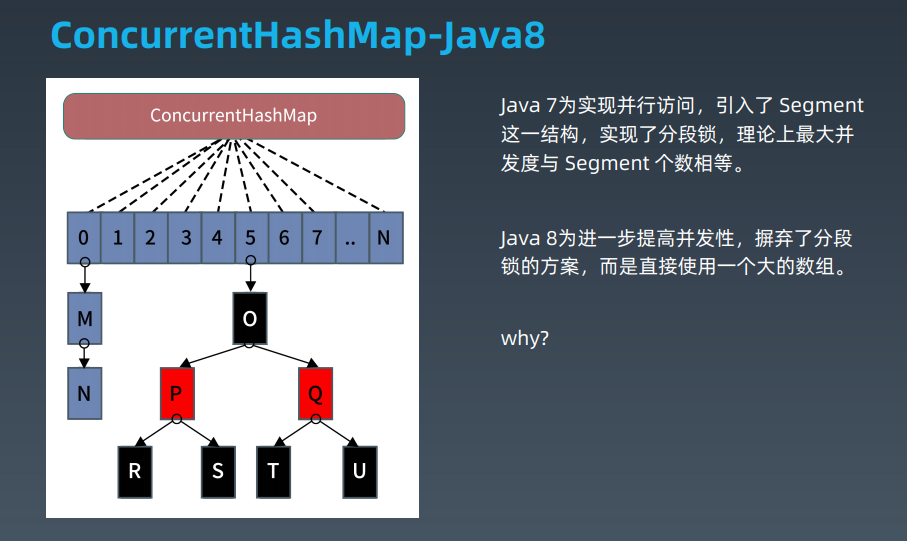 ConcurrentHashMap-Java8
ConcurrentHashMap
0 1 2 3 4 5 6 7 .. N
M
O
N
P
Q
R
S
T
U
Java 7为实现并行访问，引入了 Segment
这一结构，实现了分段锁，理论上最大并
发度与 Segment 个数相等。
Java 8为进一步提高并发性，摒弃了分段
锁的方案，而是直接使用一个大的数组。
why?